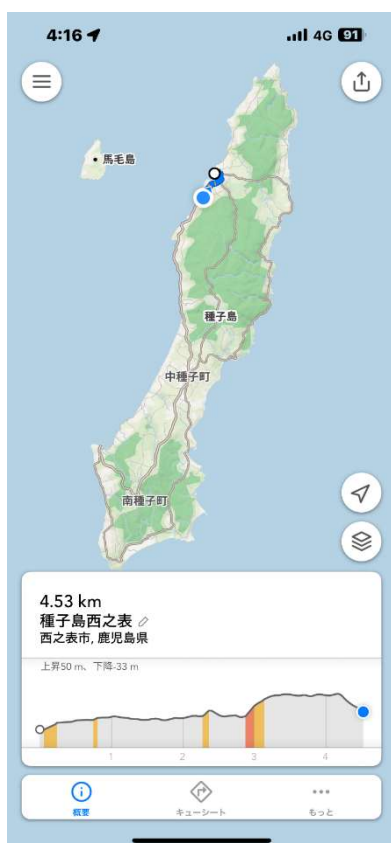 4:16
4G 91
馬毛島
種子島
中種子町
南種子町
4.53 km
種子島西之表
西之表市, 鹿児島県
上昇50 m、下降-33 m
1 2 3 4
概要 キューシート もっと